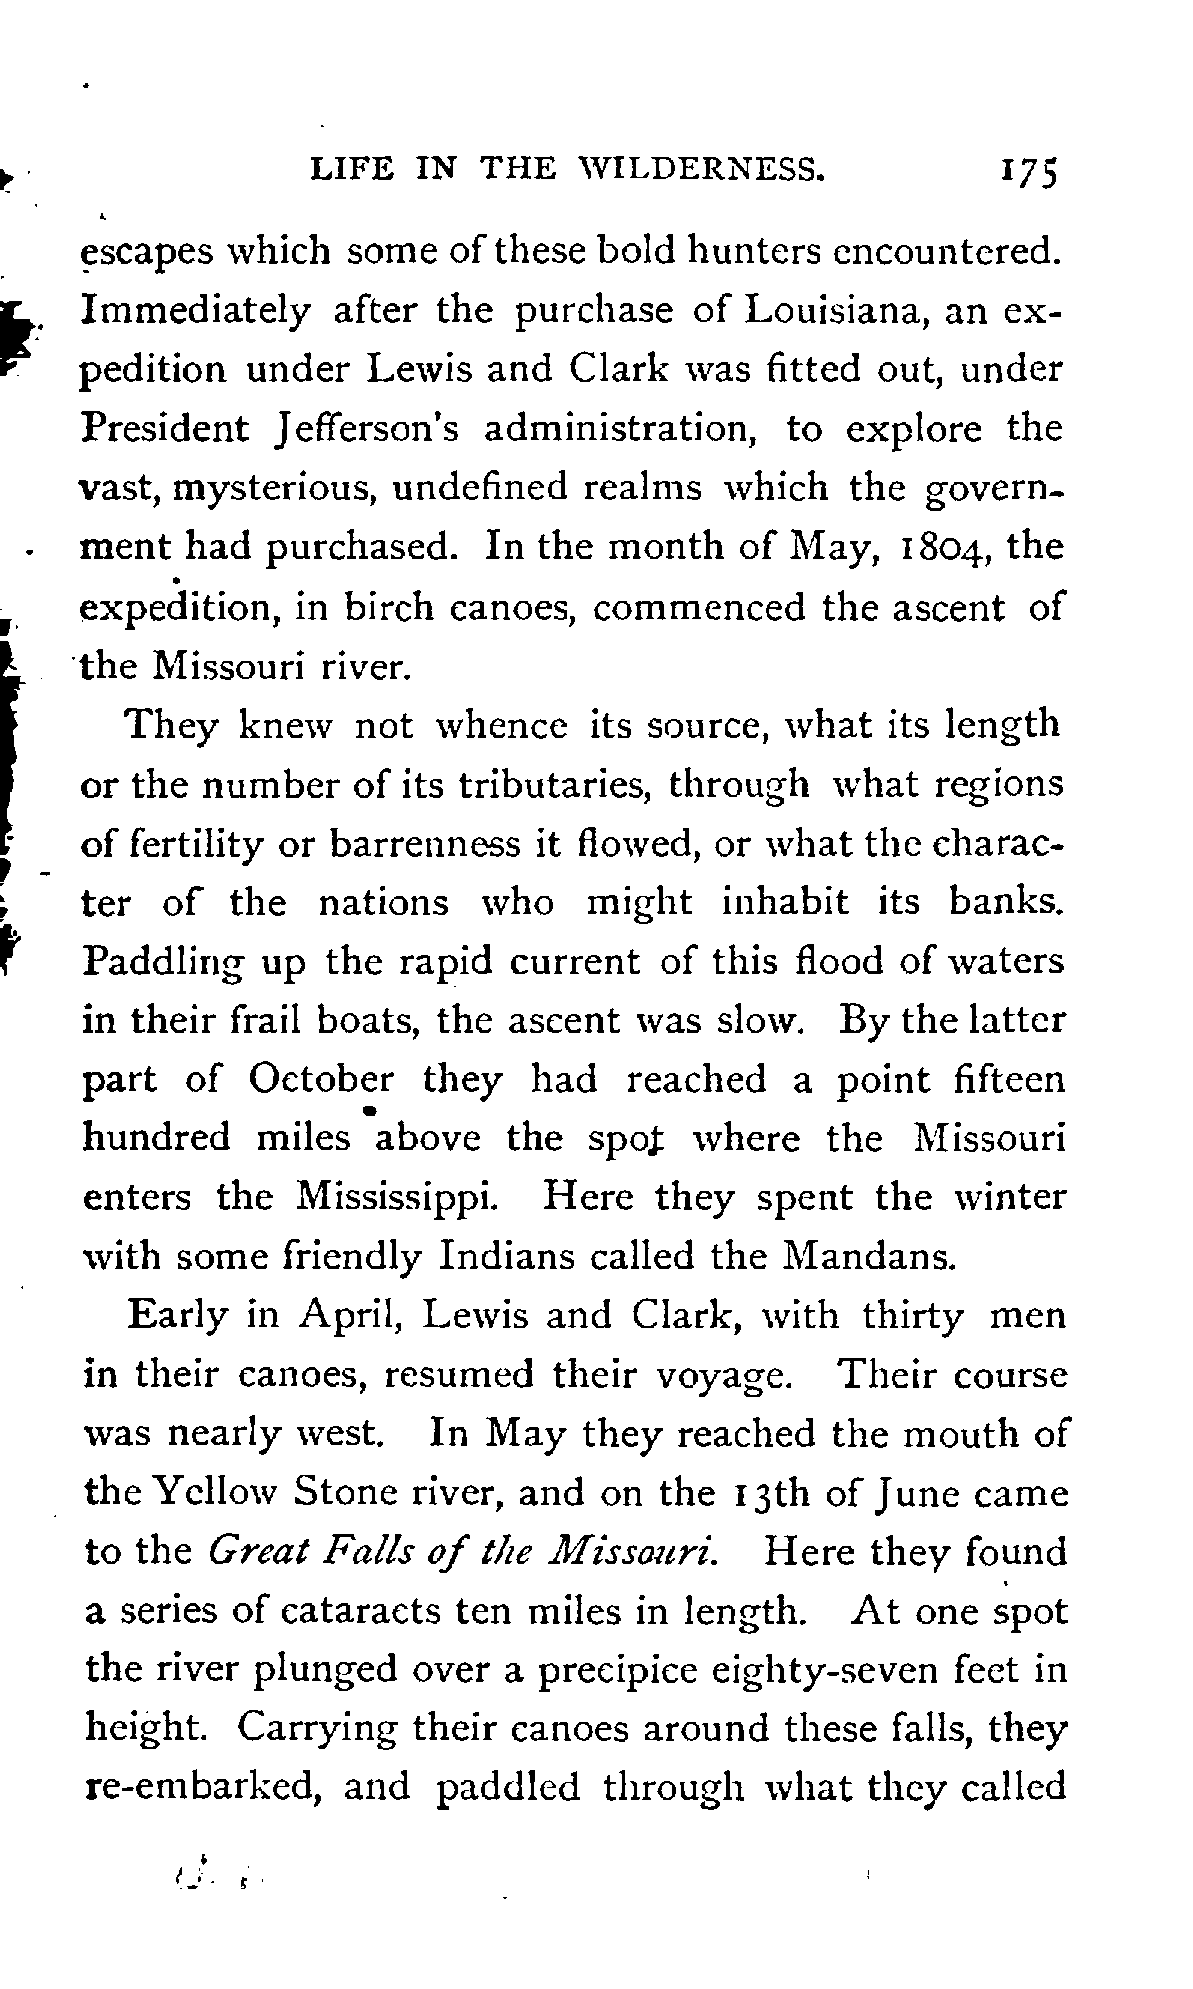 LIFE IN THE WILDERNESS. 175
escapes which some of these bold hunters encountered.
Immediately after the purchase of Louisiana, an ex-
pedition under Lewis and Clark was fitted out, under
President Jefferson's administration, to explore the
vast, mysterious, undefined realms which the govern-
ment had purchased. In the month of May, 1804, the
expedition, in birch canoes, commenced the ascent of
the Missouri river.
They knew not whence its source, what its length
or the number of its tributaries, through what regions
of fertility or barrenness it flowed, or what the charac-
ter of the nations who might inhabit its banks.
Paddling up the rapid current of this flood of waters
in their frail boats, the ascent was slow. By the latter
part of October they had reached a point fifteen
hundred miles above the spot where the Missouri
enters the Mississippi. Here they spent the winter
with some friendly Indians called the Mandans.
Early in April, Lewis and Clark, with thirty men
in their canoes, resumed their voyage. Their course
was nearly west. In May they reached the mouth of
the Yellow Stone river, and on the 13th of June came
to the Great Falls of the Missouri. Here they found
a series of cataracts ten miles in length. At one spot
the river plunged over a precipice eighty-seven feet in
height. Carrying their canoes around these falls, they
re-embarked, and paddled through what they called